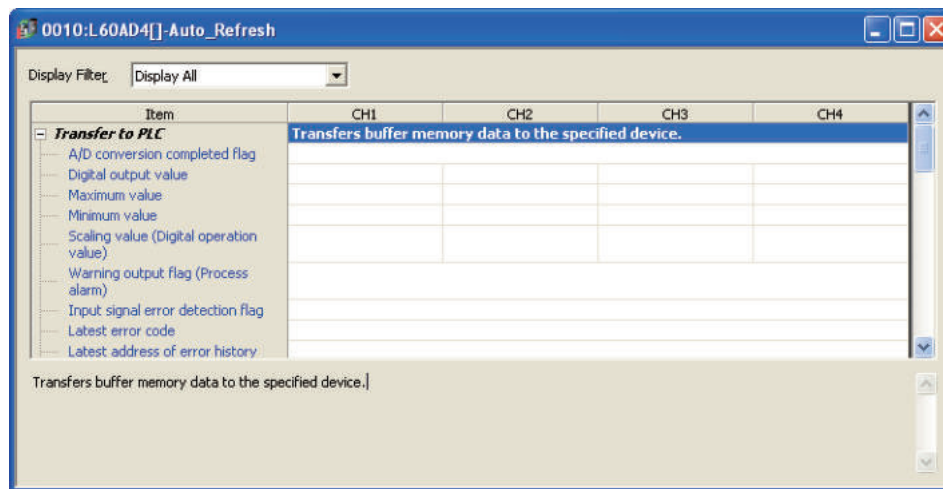 0010:L60AD4[]-Auto_Refresh
Display Filter Display All
Item CH1 CH2 CH3 CH4
Transfer to PLC Transfers buffer memory data to the specified device.
A/D conversion completed flag
Digital output value
Maximum value
Minimum value
Scaling value (Digital operation
value)
Warning output flag (Process
alarm)
Input signal error detection flag
Latest error code
Latest address of error history
Transfers buffer memory data to the specified device.